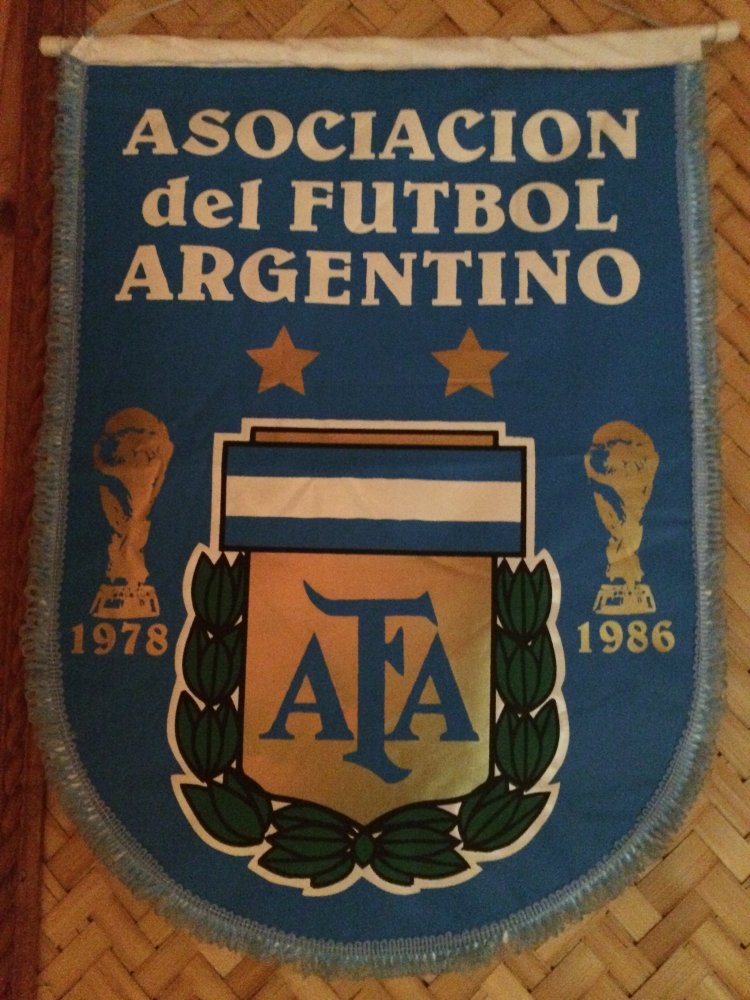 ASOCIACION
del FUTBOL
ARGENTINO
1978
1986
AFA